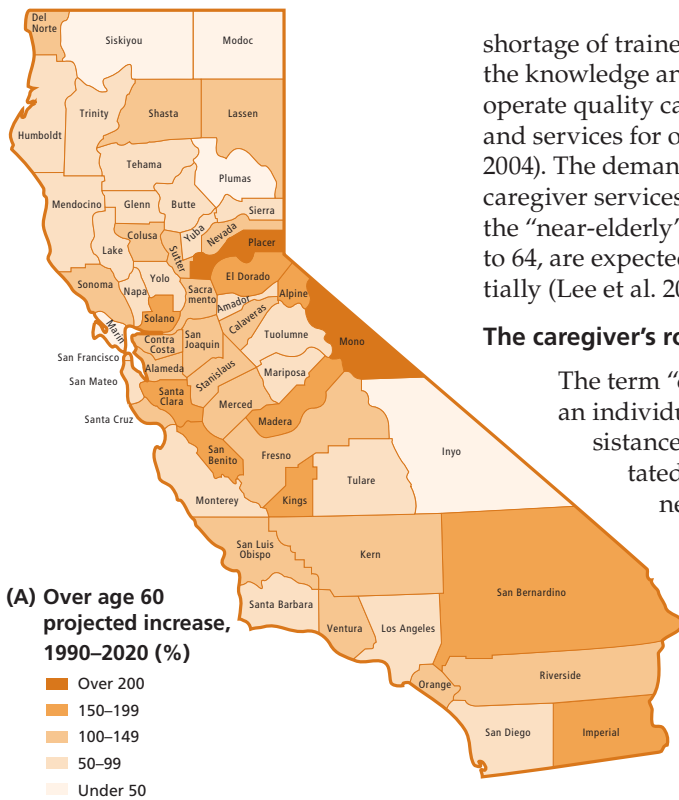 Del
Norte
Siskiyou
Modoc
Humboldt
Trinity
Shasta
Lassen
Tehama
Plumas
Mendocino
Glenn
Butte
Sierra
Lake
Colusa
Sutter
Yuba
Nevada
Placer
Sonoma
Napa
Yolo
Sacra
mento
El Dorado
Alpine
Amador
Solano
Marin
Calaveras
Tuolumne
Mono
Contra
Costa
San
Joaquin
San Francisco
Alameda
Stanislaus
Mariposa
San Mateo
Santa
Clara
Merced
Madera
Santa Cruz
San
Benito
Fresno
Inyo
Monterey
Kings
Tulare
San Luis
Obispo
Kern
San Bernardino
Santa Barbara
Ventura
Los Angeles
Orange
Riverside
San Diego
Imperial
(A) Over age 60
projected increase,
1990–2020 (%)
Over 200
150–199
100–149
50–99
Under 50
shortage of traine
the knowledge an
operate quality ca
and services for o
2004). The deman
caregiver services
the “near-elderly”
to 64, are expected
tially (Lee et al. 20
The caregiver’s ro
The term “c
an individu
sistance
tated
ne